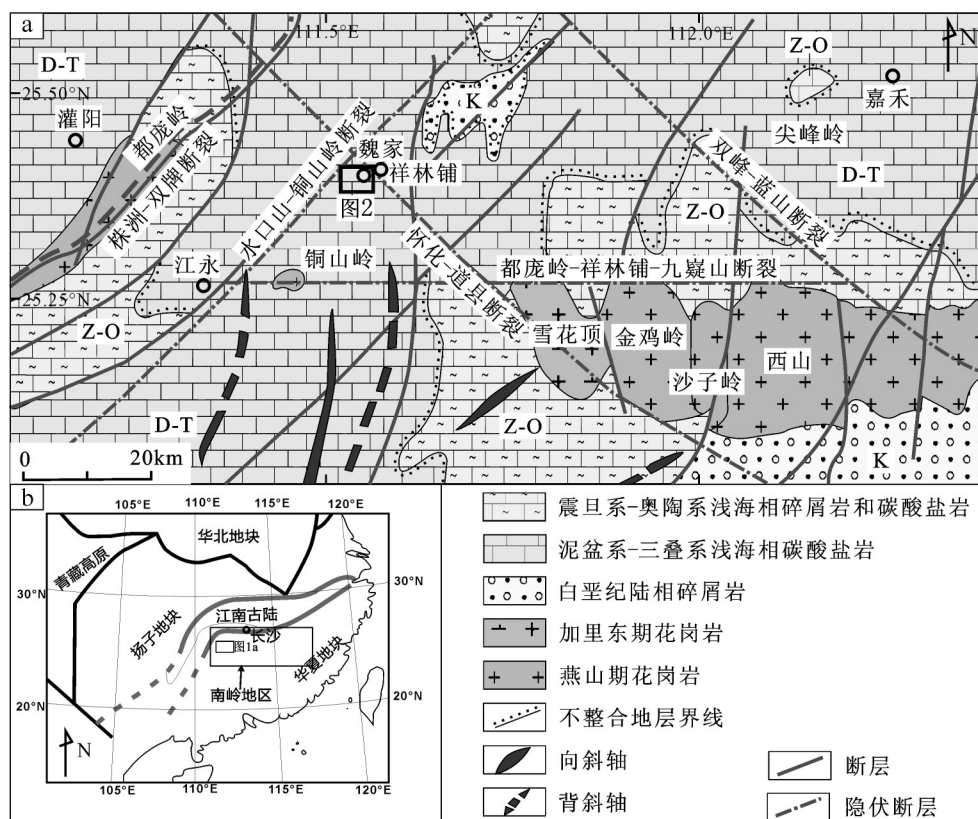 a
111.5°E
112.0°E
N
D-T
Z-O
25.50°N
K
嘉禾
灌阳
都庞岭
魏家
尖峰岭
祥林铺
双峰-蓝山断裂
D-T
株洲-双牌断裂
水口山-铜山岭断裂
图2
Z-O
怀化-道县断裂
江永
铜山岭
都庞岭-祥林铺-九嶷山断裂
25.25°N
Z-O
雪花顶
金鸡岭
西山
沙子岭
D-T
Z-O
0 20km
K
b
105°E 110°E 115°E 120°E
华北地块
青藏高原
30°N
30°N
江南古陆
扬子地块
长沙
图1a
华夏地块
南岭地区
20°N
20°N
N
105°E 110°E 115°E 120°E
震旦系-奥陶系浅海相碎屑岩和碳酸盐岩
泥盆系-三叠系浅海相碳酸盐岩
白垩纪陆相碎屑岩
加里东期花岗岩
燕山期花岗岩
不整合地层界线
向斜轴
断层
背斜轴
隐伏断层